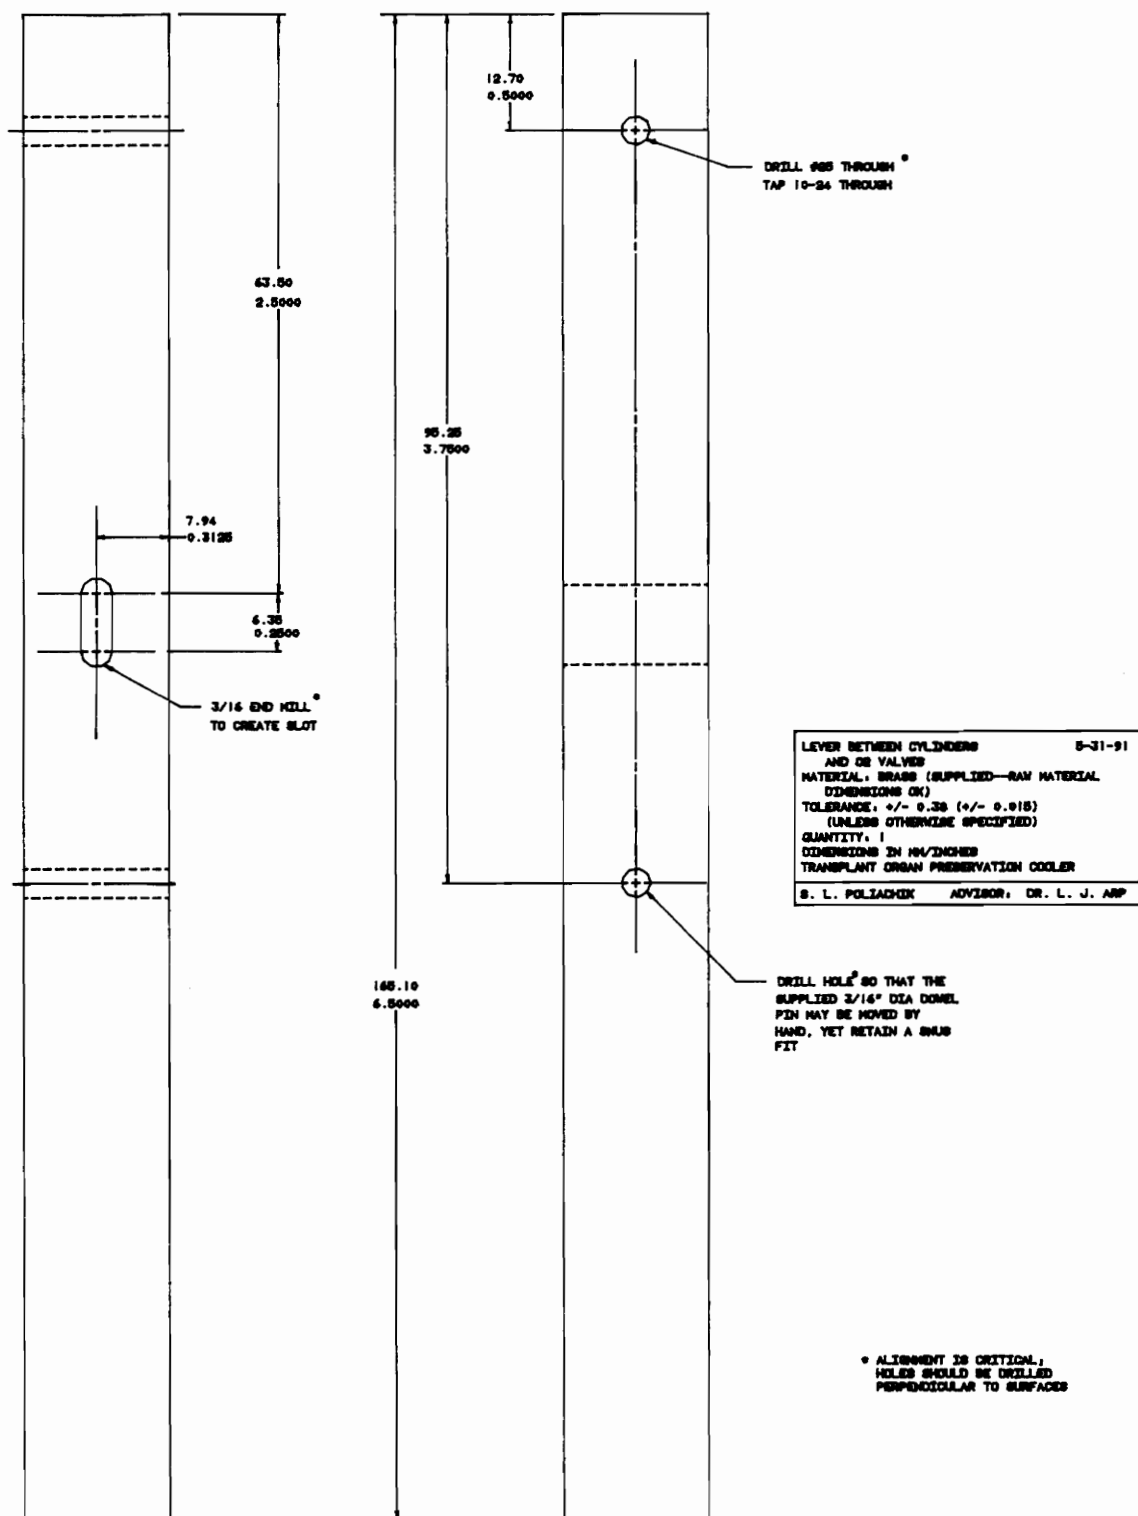 12.70
0.5000
DRILL #25 THROUGH *
TAP 10-24 THROUGH
63.50
2.5000
95.25
3.7500
7.94
0.3125
6.35
0.2500
3/16 END MILL *
TO CREATE SLOT
LEVER BETWEEN CYLINDERS 5-31-91
AND O2 VALVES
MATERIAL: BRASS (SUPPLIED--RAW MATERIAL
DIMENSIONS OK)
TOLERANCE: +/- 0.38 (+/- 0.015)
(UNLESS OTHERWISE SPECIFIED)
QUANTITY: 1
DIMENSIONS IN MM/INCHES
TRANSPLANT ORGAN PRESERVATION COOLER
S. L. POLIACHIK ADVISOR: DR. L. J. ARP
165.10
6.5000
DRILL HOLE * SO THAT THE
SUPPLIED 3/16" DIA DOWEL
PIN MAY BE MOVED BY
HAND, YET RETAIN A SNUG
FIT
* ALIGNMENT IS CRITICAL;
HOLES SHOULD BE DRILLED
PERPENDICULAR TO SURFACES